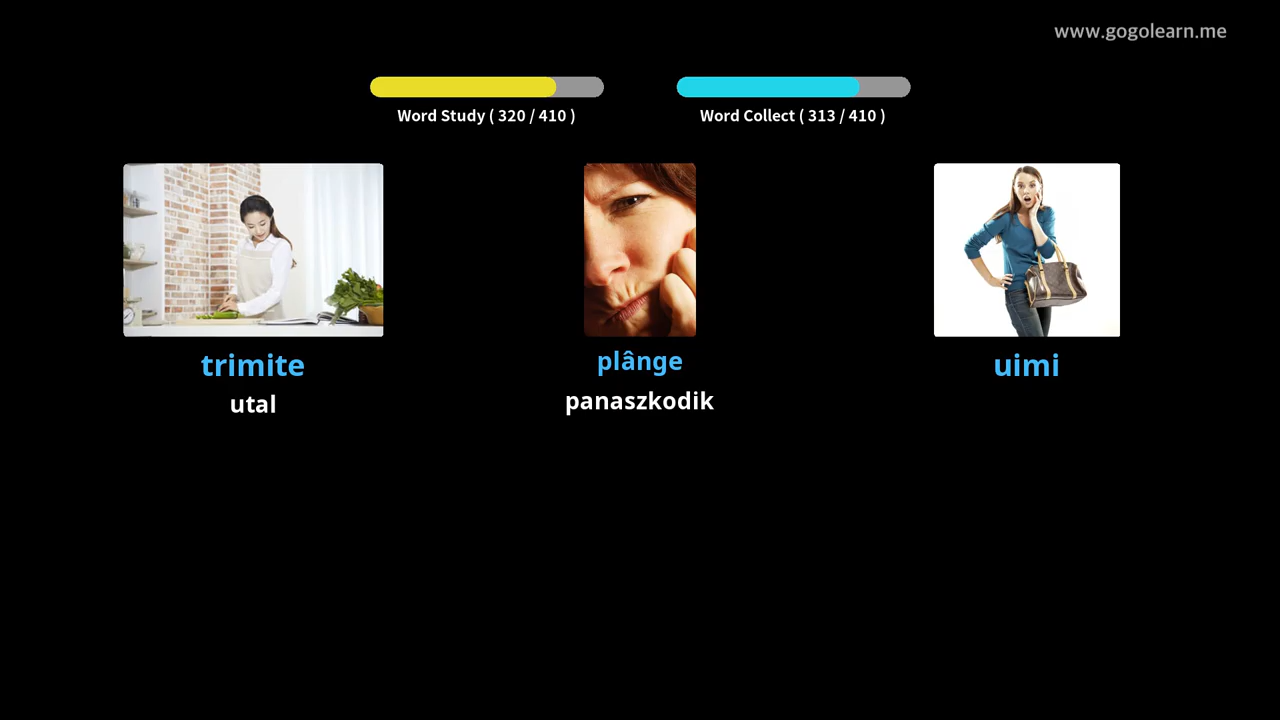 www.gogolearn.me
Word Study ( 320 / 410 )
Word Collect ( 313 / 410 )
trimite
utal
plânge
panaszkodik
uimi